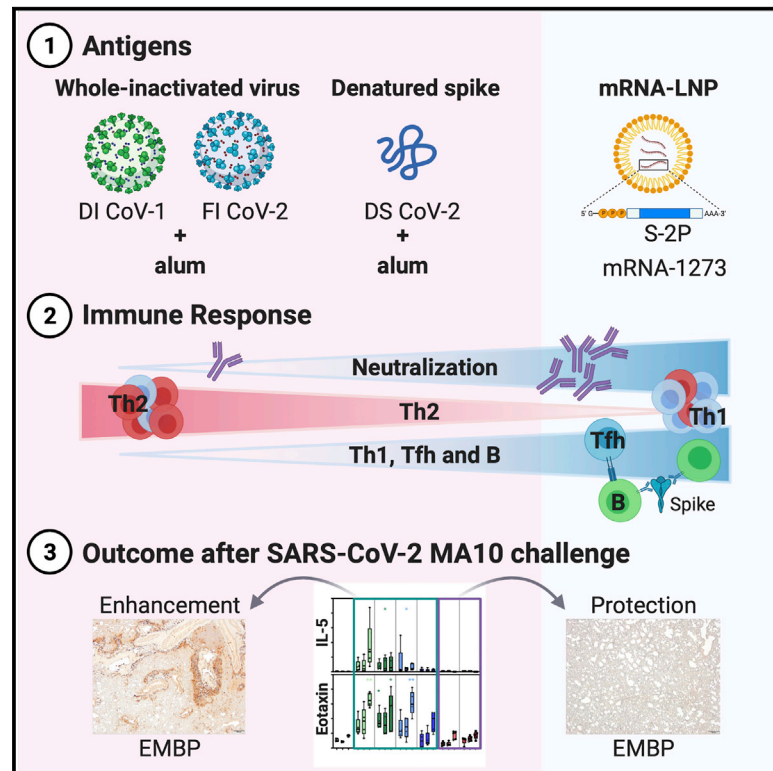 1 Antigens
Whole-inactivated virus
Denatured spike
mRNA-LNP
DI CoV-1
FI CoV-2
DS CoV-2
+
alum
+
alum
5' G P P P AAA-3'
S-2P
mRNA-1273
2 Immune Response
Neutralization
Th2
Th2
Th1
Th1, Tfh and B
Tfh
B
Spike
3 Outcome after SARS-CoV-2 MA10 challenge
Enhancement
Protection
IL-5
Eotaxin
EMBP
EMBP